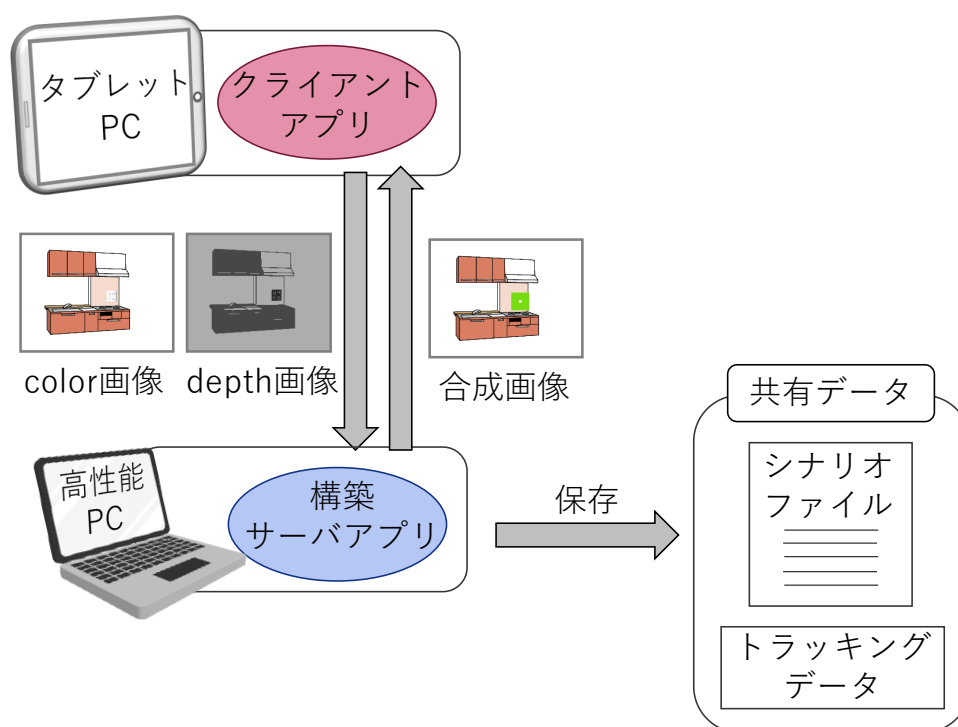 タブレット
PC
クライアント
アプリ
color画像
depth画像
合成画像
高性能
PC
構築
サーバアプリ
保存
共有データ
シナリオ
ファイル
トラッキング
データ